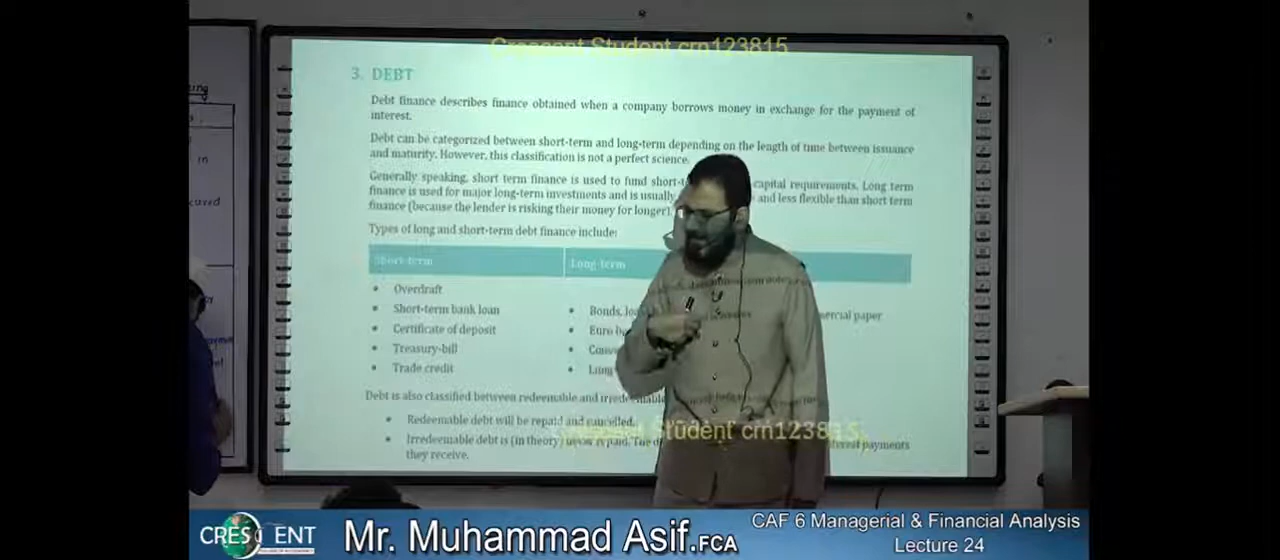 Crescent Student crn123815
3. DEBT
Debt finance describes finance obtained when a company borrows money in exchange for the payment of
interest.
Debt can be categorized between short-term and long-term depending on the length of time between issuance
and maturity. However, this classification is not a perfect science.
Generally speaking, short term finance is used to fund short- capital requirements. Long term
finance is used for major long-term investments and is usually and less flexible than short term
finance (because the lender is risking their money for longer).
Types of long and short-term debt finance include:
Short-term Long-term
Overdraft
Short-term bank loan Bonds, ercial paper
Certificate of deposit Euro
Treasury-bill
Trade credit
Debt is also classified between redeemable and irredeemable
Redeemable debt will be repaid and cancelled.
Student crn123815
Irredeemable debt is (in theory) never repaid. The interest payments
they receive.
CRESCENT
Mr. Muhammad Asif.FCA
CAF 6 Managerial & Financial Analysis
Lecture 24